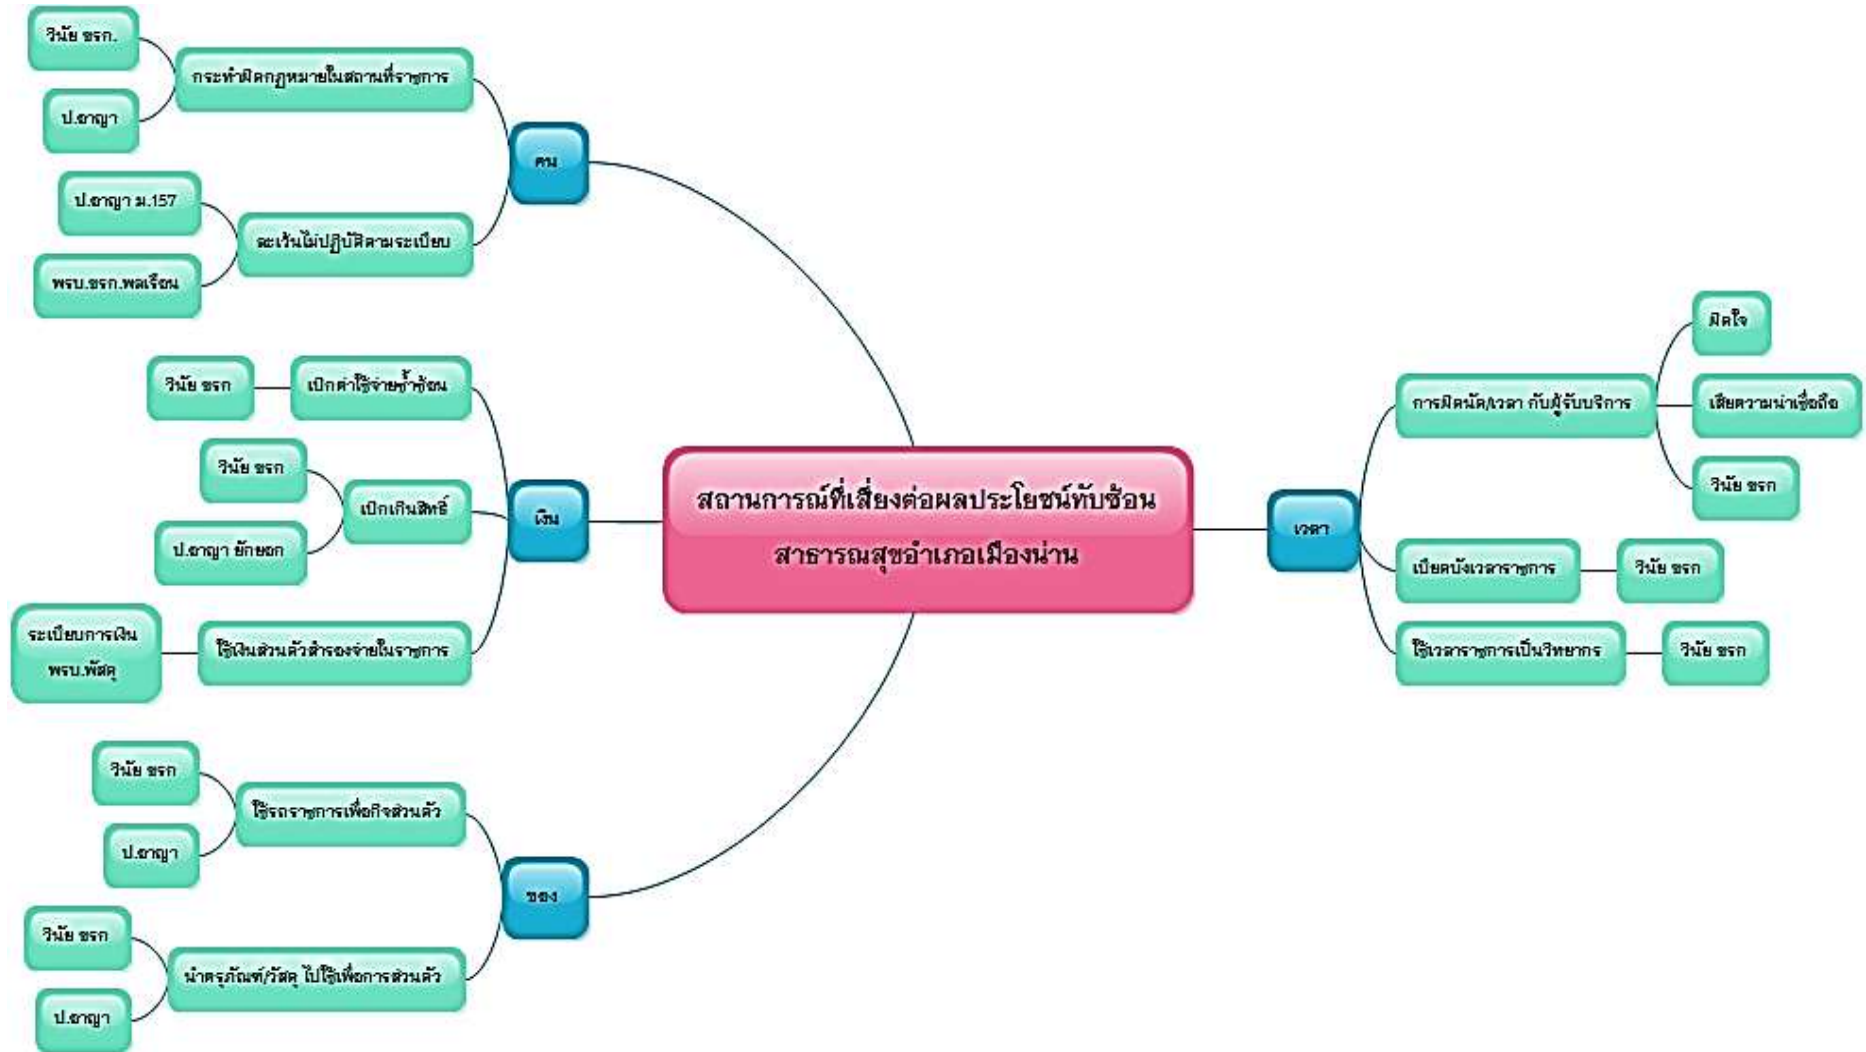 วินัย ขรก.
กระทำผิดกฏหมายในสถานที่ราชการ
ป.อาญา
คน
ป.อาญา ม.157
ละเว้นไม่ปฏิบัติตามระเบียบ
พรบ.ขรก.พลเรือน
วินัย ขรก
เบิกค่าใช้จ่ายซ้ำซ้อน
วินัย ขรก
เบิกเกินสิทธิ์
ป.อาญา ยักยอก
เงิน
ระเบียบการเงิน
พรบ.พัสดุ
ใช้เงินส่วนตัวสำรองจ่ายในราชการ
วินัย ขรก
ใช้รถราชการเพื่อกิจส่วนตัว
ป.อาญา
ของ
วินัย ขรก
นำครุภัณฑ์/วัสดุ ไปใช้เพื่อการส่วนตัว
ป.อาญา
สถานการณ์ที่เสี่ยงต่อผลประโยชน์ทับซ้อน
สาธารณสุขอำเภอเมืองน่าน
เวลา
การผิดนัด/เวลา กับผู้รับบริการ
ผิดใจ
เสียความน่าเชื่อถือ
วินัย ขรก
เบียดบังเวลาราชการ
วินัย ขรก
ใช้เวลาราชการเป็นวิทยากร
วินัย ขรก